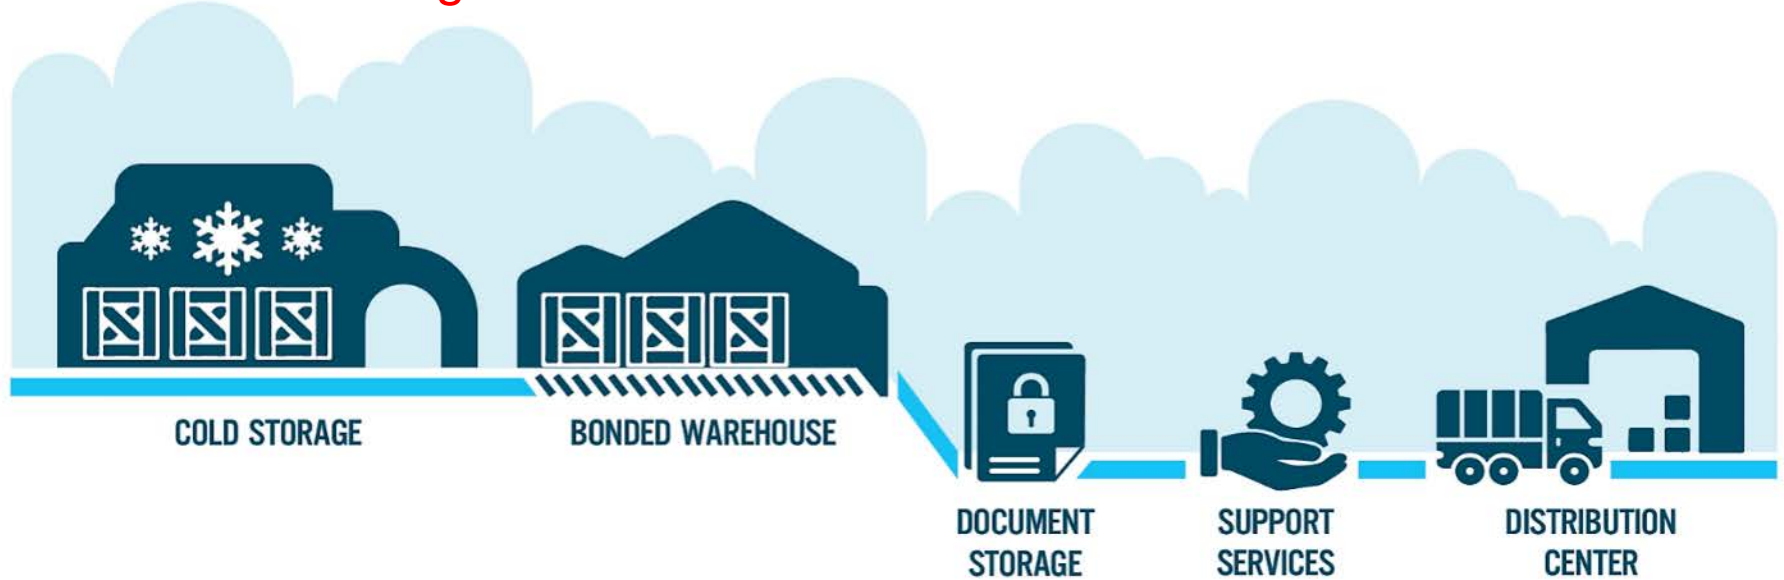 COLD STORAGE
BONDED WAREHOUSE
DOCUMENT
STORAGE
SUPPORT
SERVICES
DISTRIBUTION
CENTER